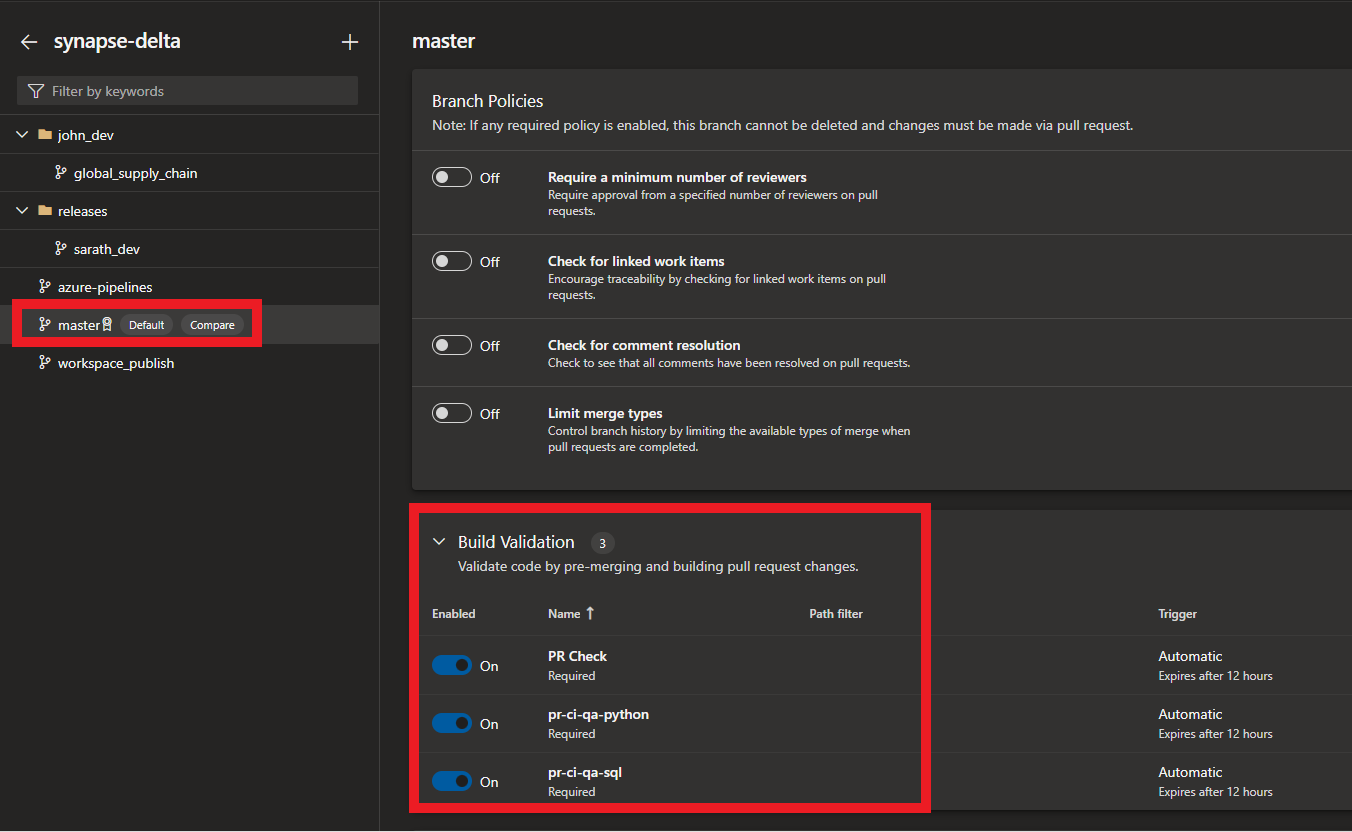 synapse-delta
Filter by keywords
john_dev
global_supply_chain
releases
sarath_dev
azure-pipelines
master Default Compare
workspace_publish
master
Branch Policies
Note: If any required policy is enabled, this branch cannot be deleted and changes must be made via pull request.
Off
Require a minimum number of reviewers
Require approval from a specified number of reviewers on pull
requests.
Off
Check for linked work items
Encourage traceability by checking for linked work items on pull
requests.
Off
Check for comment resolution
Check to see that all comments have been resolved on pull requests.
Off
Limit merge types
Control branch history by limiting the available types of merge when
pull requests are completed.
Build Validation 3
Validate code by pre-merging and building pull request changes.
Enabled Name Path filter Trigger
On PR Check Automatic
Required Expires after 12 hours
On pr-ci-qa-python Automatic
Required Expires after 12 hours
On pr-ci-qa-sql Automatic
Required Expires after 12 hours